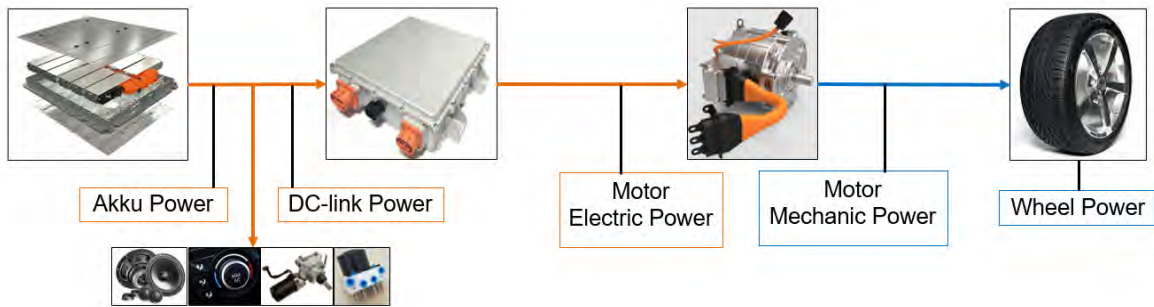 Akku Power
DC-link Power
Motor
Electric Power
Motor
Mechanic Power
Wheel Power